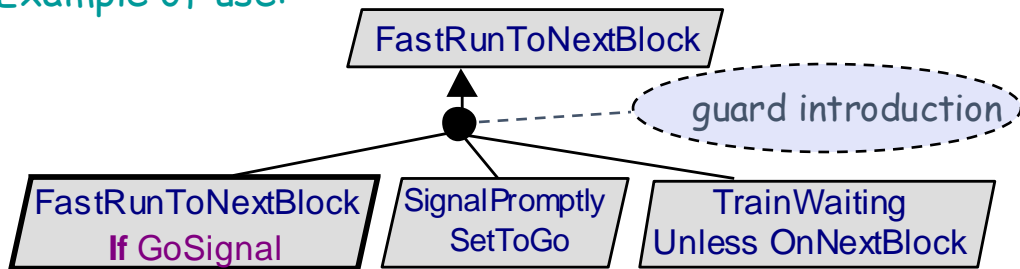 Example of use:
FastRunToNextBlock
guard introduction
FastRunToNextBlock
If GoSignal
SignalPromptly
SetToGo
TrainWaiting
Unless OnNextBlock